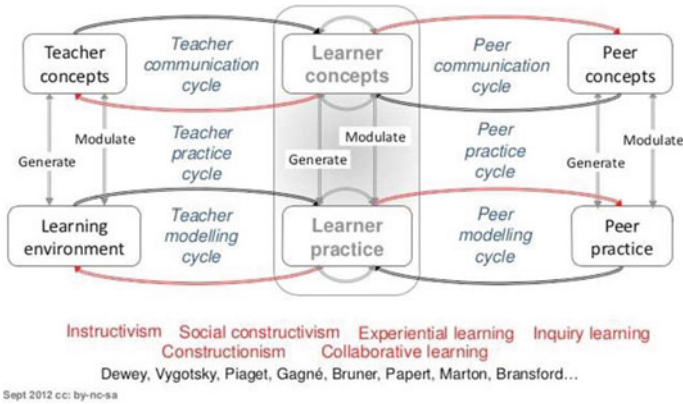 Teacher
concepts
Teacher
communication
cycle
Learner
concepts
Peer
communication
cycle
Peer
concepts
Generate
Modulate
Teacher
practice
cycle
Generate
Modulate
Peer
practice
cycle
Generate
Modulate
Learning
environment
Teacher
modelling
cycle
Learner
practice
Peer
modelling
cycle
Peer
practice
Instructivism Social constructivism Experiential learning Inquiry learning
Constructionism Collaborative learning
Dewey, Vygotsky, Piaget, Gagné, Bruner, Papert, Marton, Bransford…
Sept 2012 cc: by-nc-sa